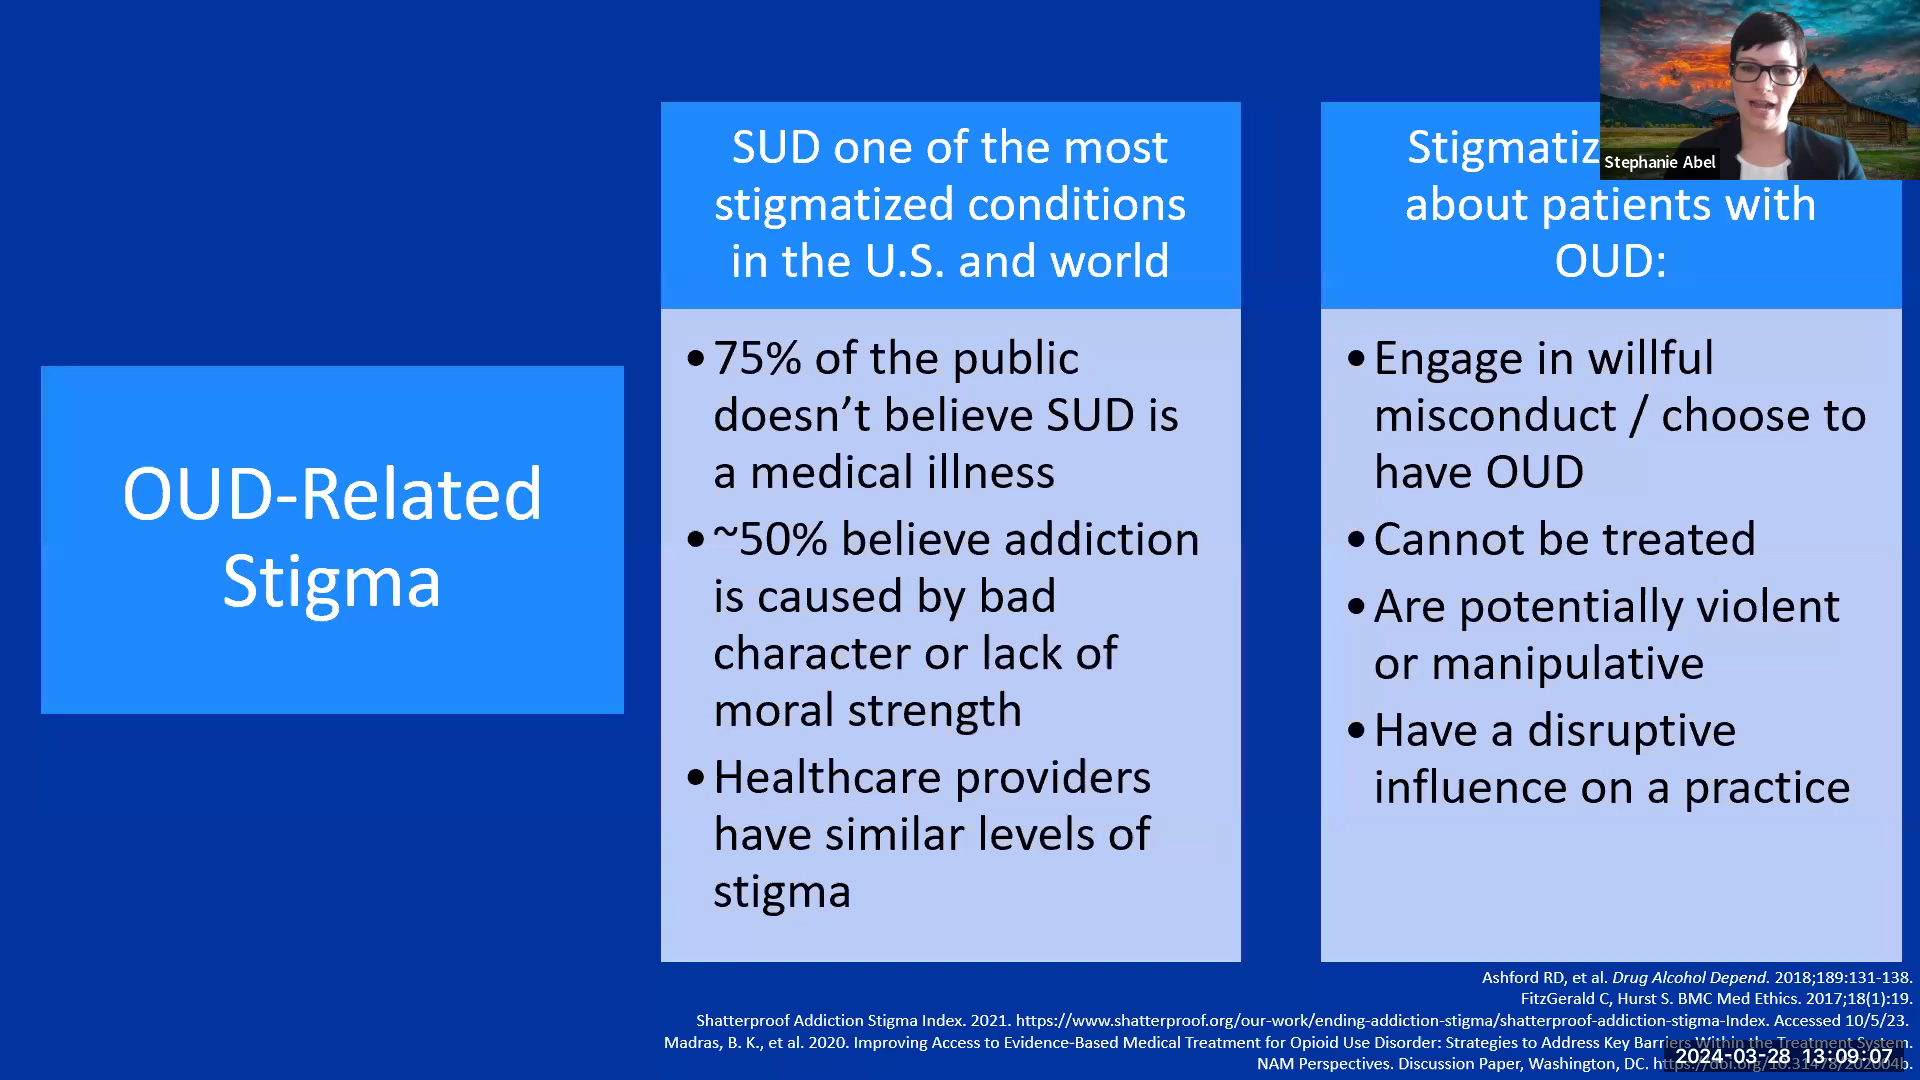 OUD-Related
Stigma
SUD one of the most
stigmatized conditions
in the U.S. and world
•75% of the public
doesn’t believe SUD is
a medical illness
•~50% believe addiction
is caused by bad
character or lack of
moral strength
•Healthcare providers
have similar levels of
stigma
Stigmatiz
about patients with
OUD:
•Engage in willful
misconduct / choose to
have OUD
•Cannot be treated
•Are potentially violent
or manipulative
•Have a disruptive
influence on a practice
Stephanie Abel
Ashford RD, et al. Drug Alcohol Depend. 2018;189:131-138.
FitzGerald C, Hurst S. BMC Med Ethics. 2017;18(1):19.
Shatterproof Addiction Stigma Index. 2021. https://www.shatterproof.org/our-work/ending-addiction-stigma/shatterproof-addiction-stigma-Index. Accessed 10/5/23.
Madras, B. K., et al. 2020. Improving Access to Evidence-Based Medical Treatment for Opioid Use Disorder: Strategies to Address Key Barriers Within the Treatment System.
NAM Perspectives. Discussion Paper, Washington, DC.
2024-03-28 13:09:07